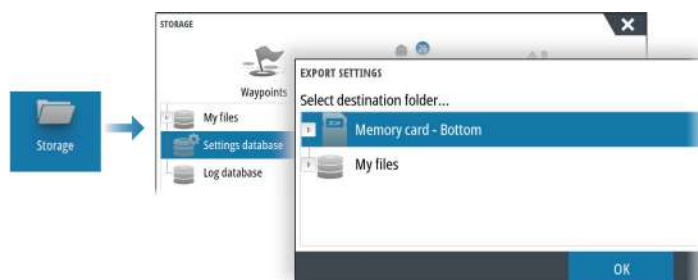 STORAGE
Waypoints
My files
Settings database
Log database
Storage
EXPORT SETTINGS
Select destination folder...
Memory card - Bottom
My files
OK